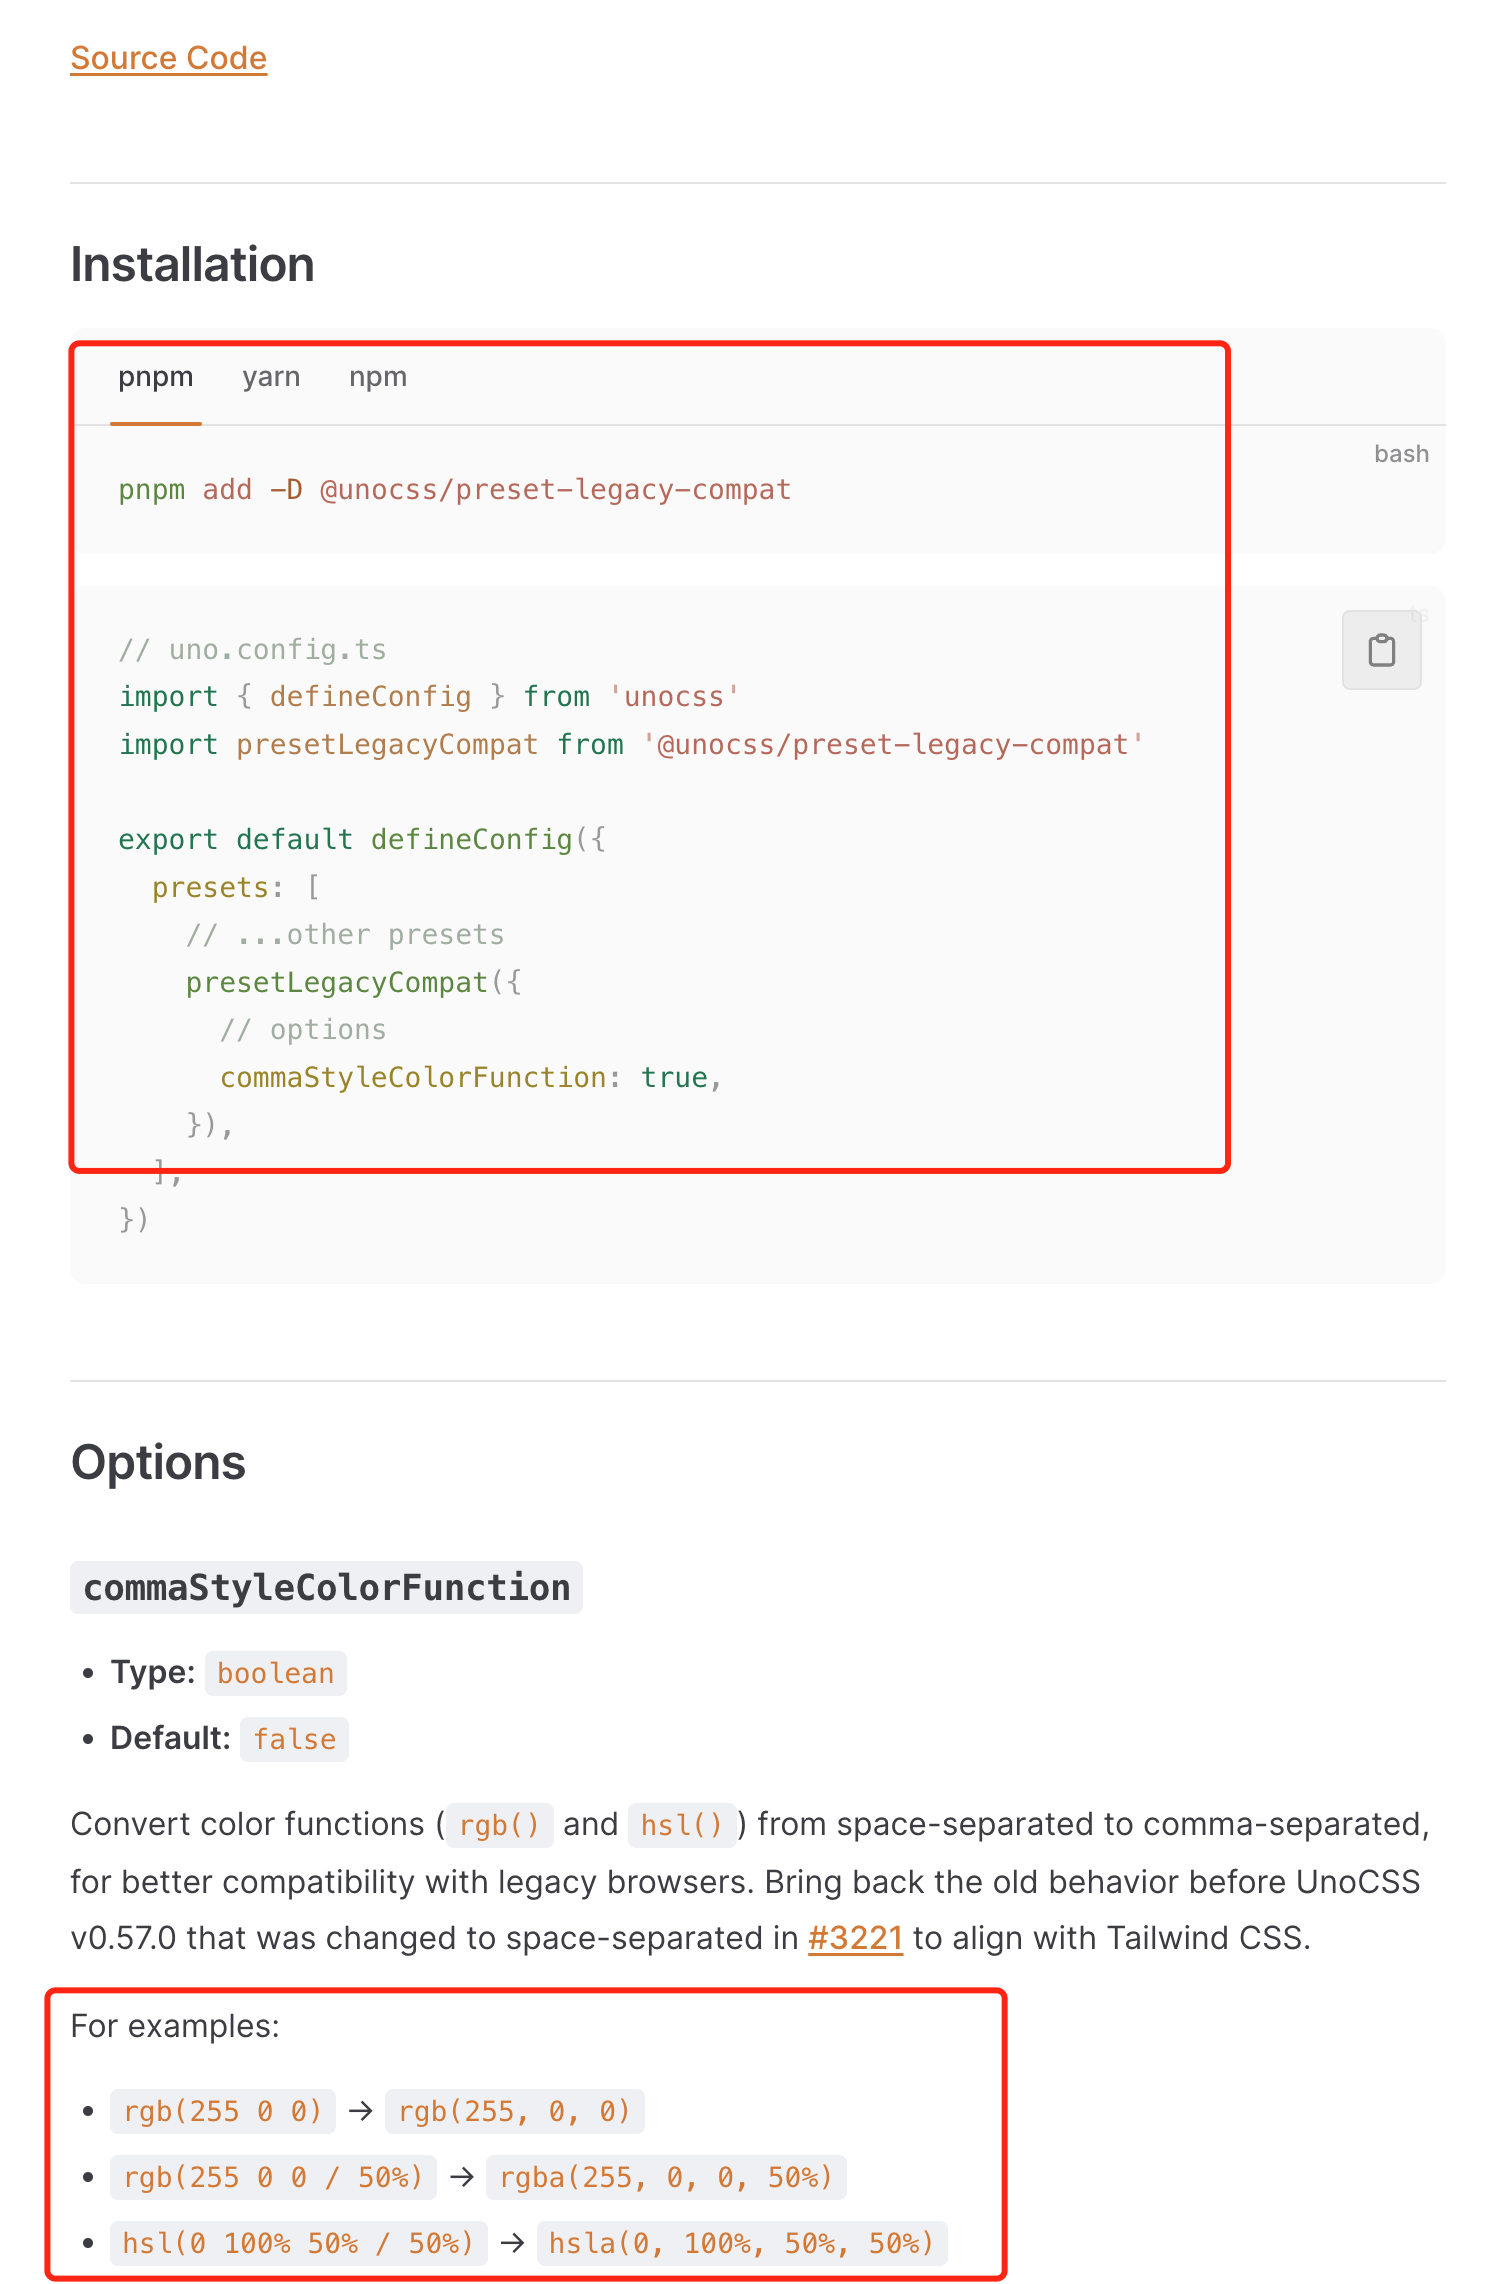 Source Code
Installation
pnpm yarn npm
bash
pnpm add -D @unocss/preset-legacy-compat
ts
// uno.config.ts
import { defineConfig } from 'unocss'
import presetLegacyCompat from '@unocss/preset-legacy-compat'
export default defineConfig({
  presets: [
    // ...other presets
    presetLegacyCompat({
      // options
      commaStyleColorFunction: true,
    }),
  ],
})
Options
commaStyleColorFunction
• Type: boolean
• Default: false
Convert color functions ( rgb() and hsl() ) from space-separated to comma-separated,
for better compatibility with legacy browsers. Bring back the old behavior before UnoCSS
v0.57.0 that was changed to space-separated in #3221 to align with Tailwind CSS.
For examples:
• rgb(255 0 0) → rgb(255, 0, 0)
• rgb(255 0 0 / 50%) → rgba(255, 0, 0, 50%)
• hsl(0 100% 50% / 50%) → hsla(0, 100%, 50%, 50%)